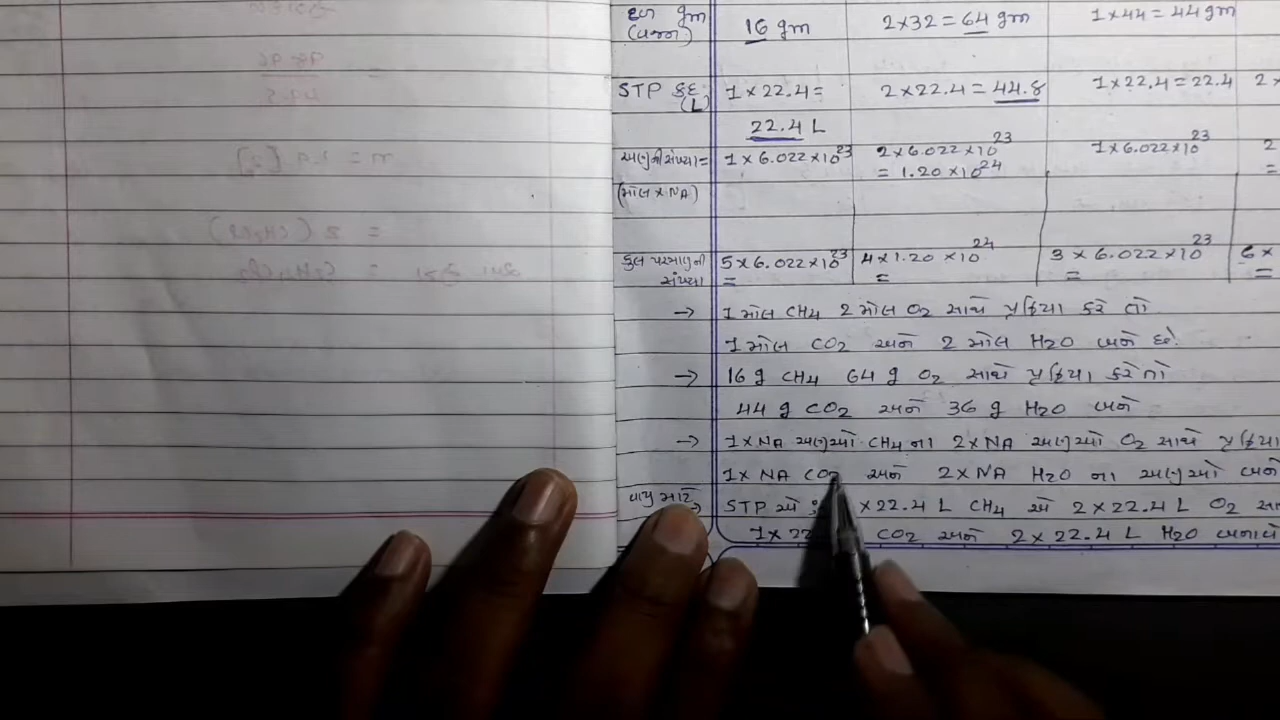 દળ gm 16 gm 2×32 = 64 gm 1×44 = 44 gm
(વજન)
STP કદ (L) 1×22.4 = 2×22.4 = 44.8 1×22.4 = 22.4 2×
22.4 L
અણુની સંખ્યા = 1×6.022×10²³ 2×6.022×10²³ 1×6.022×10²³ 2
= 1.20×10²⁴ =
(મોલ × NA)
કુલ પરમાણુની 5×6.022×10²³ 4×1.20×10²⁴ 3×6.022×10²³ 6×
સંખ્યા = = = =
→ 1 મોલ CH₄ 2 મોલ O₂ સાથે પ્રક્રિયા કરે તો
1 મોલ CO₂ અને 2 મોલ H₂O બને છે.
→ 16 g CH₄ 64 g O₂ સાથે પ્રક્રિયા કરે તો
44 g CO₂ અને 36 g H₂O બને
→ 1×NA અણુઓ CH₄ના 2×NA અણુઓ O₂ સાથે પ્રક્રિયા
1×NA CO₂ અને 2×NA H₂O ના અણુઓ બને
વાયુ માટે → STP એ ×22.4 L CH₄ એ 2×22.4 L O₂ સા
1×22 CO₂ અને 2×22.4 L H₂O બનાવે